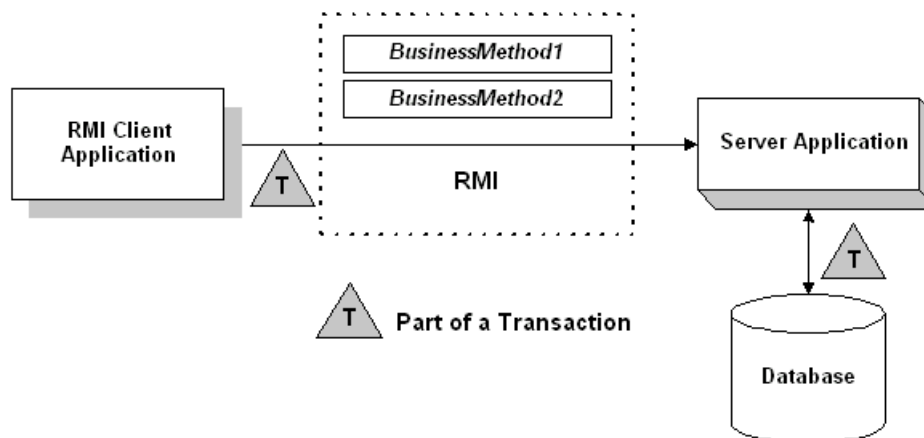 BusinessMethod1
BusinessMethod2
RMI Client
Application
Server Application
T
RMI
T
T
Part of a Transaction
Database